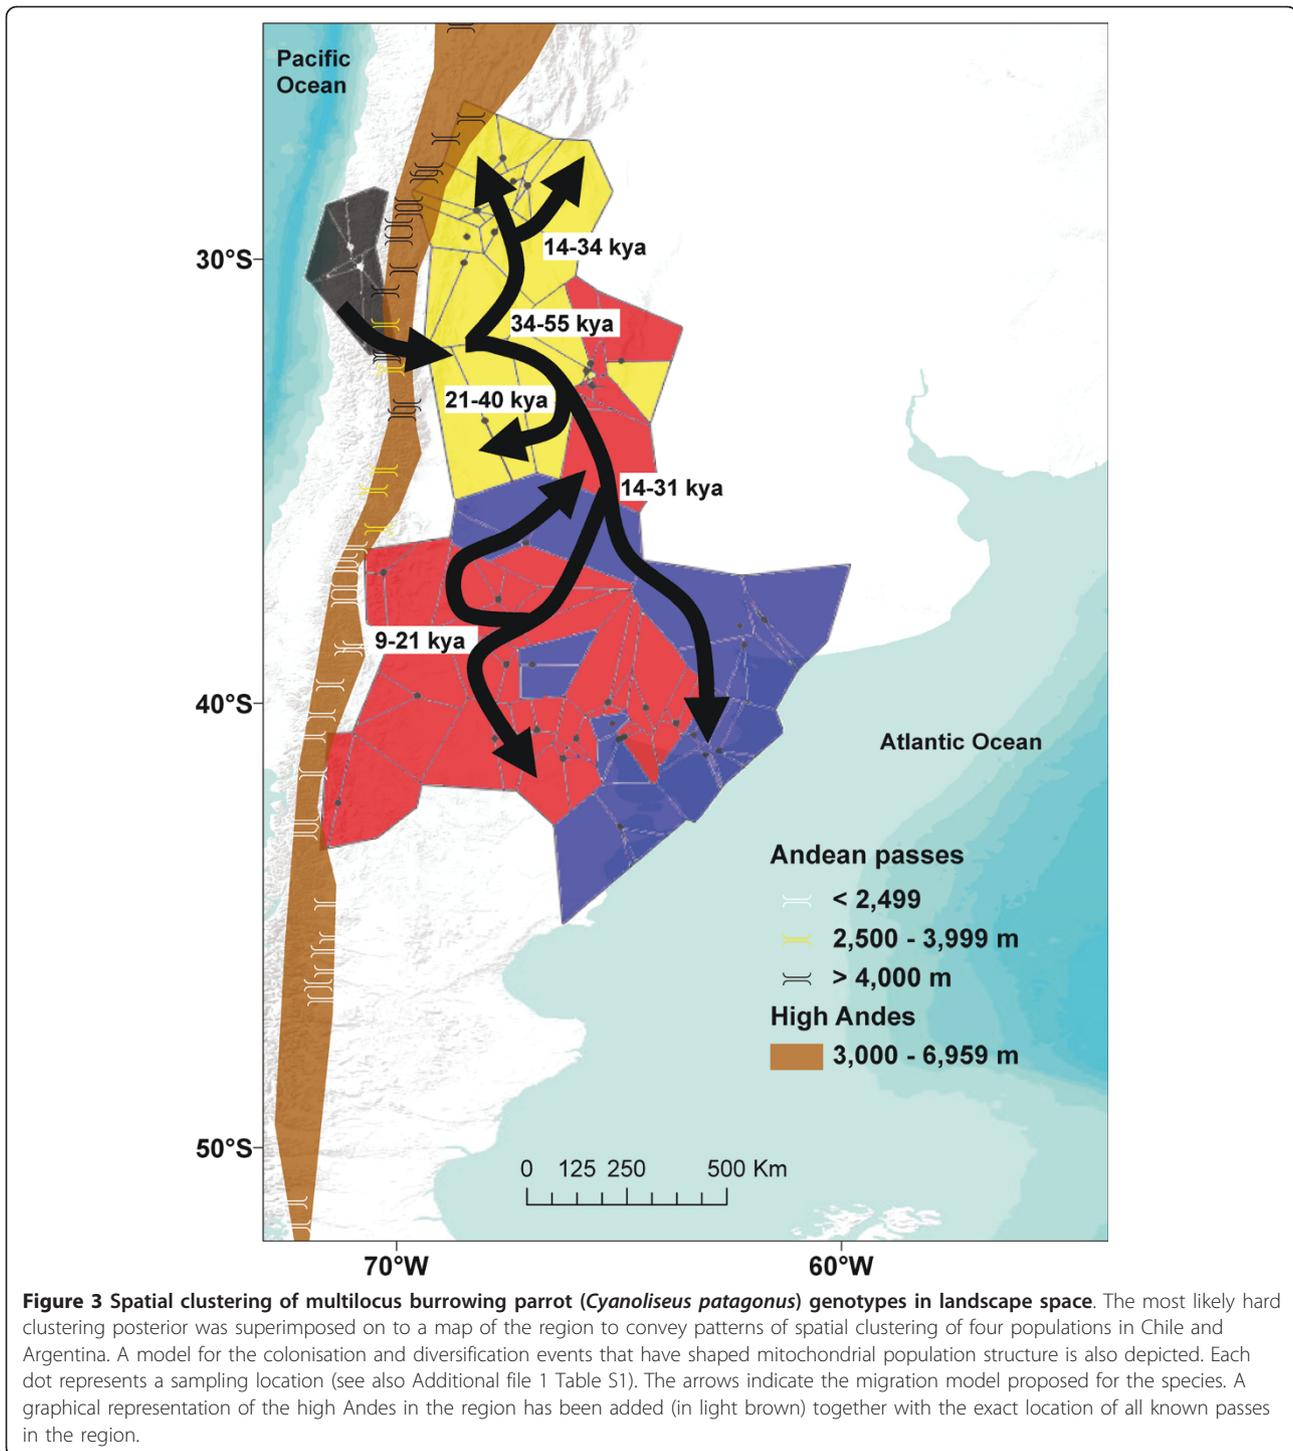 Pacific
Ocean
30°S
14-34 kya
34-55 kya
21-40 kya
14-31 kya
9-21 kya
40°S
Atlantic Ocean
Andean passes
< 2,499
2,500 - 3,999 m
> 4,000 m
High Andes
3,000 - 6,959 m
50°S
0 125 250 500 Km
70°W 60°W
Figure 3 Spatial clustering of multilocus burrowing parrot (Cyanoliseus patagonus) genotypes in landscape space. The most likely hard
clustering posterior was superimposed on to a map of the region to convey patterns of spatial clustering of four populations in Chile and
Argentina. A model for the colonisation and diversification events that have shaped mitochondrial population structure is also depicted. Each
dot represents a sampling location (see also Additional file 1 Table S1). The arrows indicate the migration model proposed for the species. A
graphical representation of the high Andes in the region has been added (in light brown) together with the exact location of all known passes
in the region.